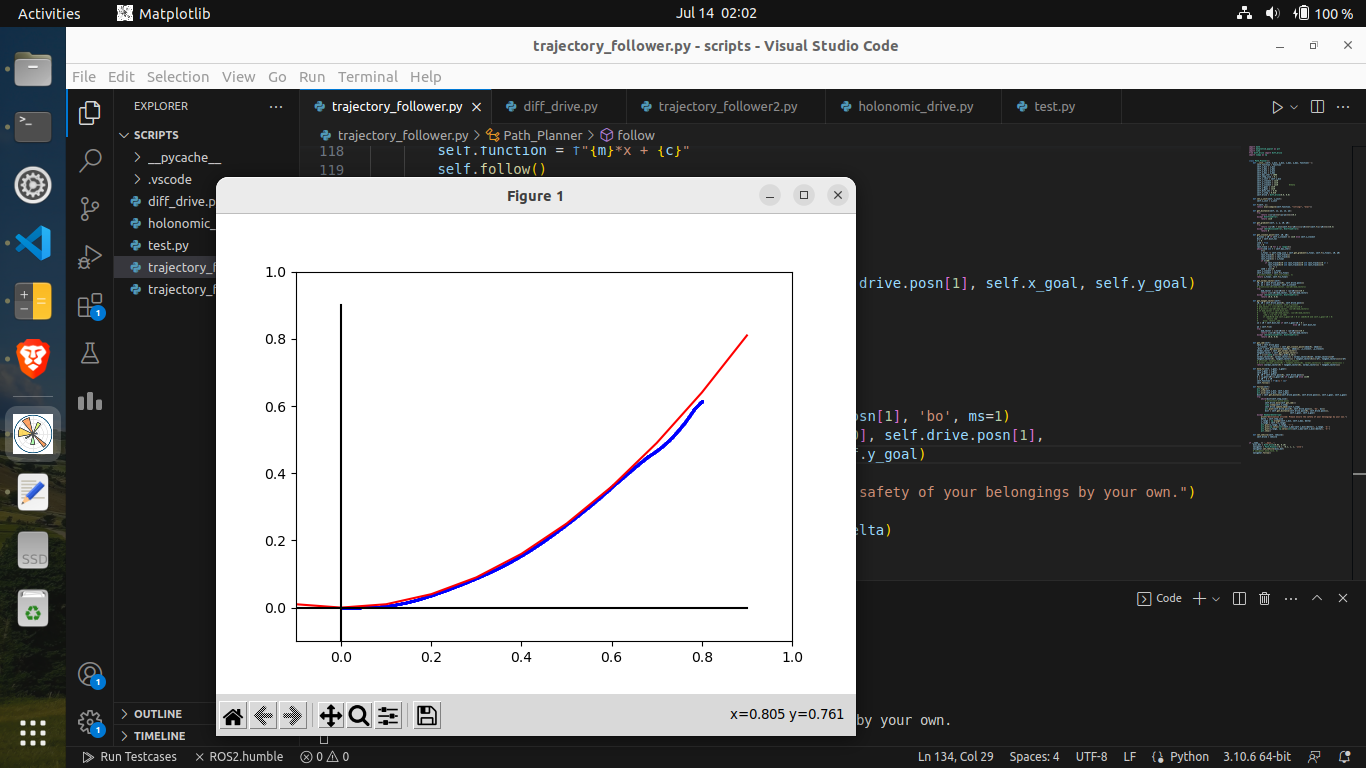 Activities
Matplotlib
Jul 14 02:02
100 %
trajectory_follower.py - scripts - Visual Studio Code
File Edit Selection View Go Run Terminal Help
EXPLORER
SCRIPTS
__pycache__
.vscode
diff_drive.p
holonomic_
test.py
trajectory_f
trajectory_f
OUTLINE
TIMELINE
trajectory_follower.py
diff_drive.py
trajectory_follower2.py
holonomic_drive.py
test.py
trajectory_follower.py > Path_Planner > follow
118 self.function = f"{m}*x + {c}"
119 self.follow()
drive.posn[1], self.x_goal, self.y_goal)
osn[1], 'bo', ms=1)
], self.drive.posn[1],
f.y_goal)
safety of your belongings by your own.")
elta)
Figure 1
1.0
0.8
0.6
0.4
0.2
0.0
0.0 0.2 0.4 0.6 0.8 1.0
x=0.805 y=0.761
Code
by your own.
SSD
1
1
1
Run Testcases
ROS2.humble
0 0
Ln 134, Col 29
Spaces: 4
UTF-8
LF
Python
3.10.6 64-bit